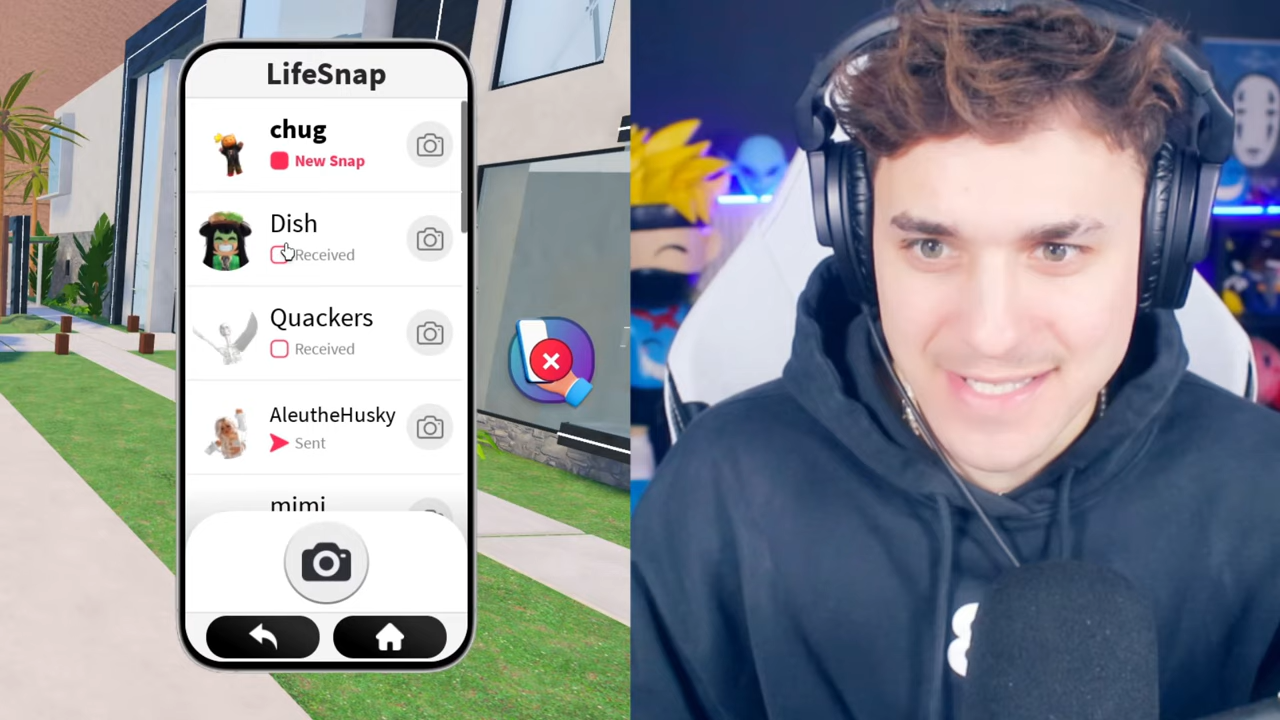 LifeSnap
chug
New Snap
Dish
Received
Quackers
Received
AleutheHusky
Sent
mimi